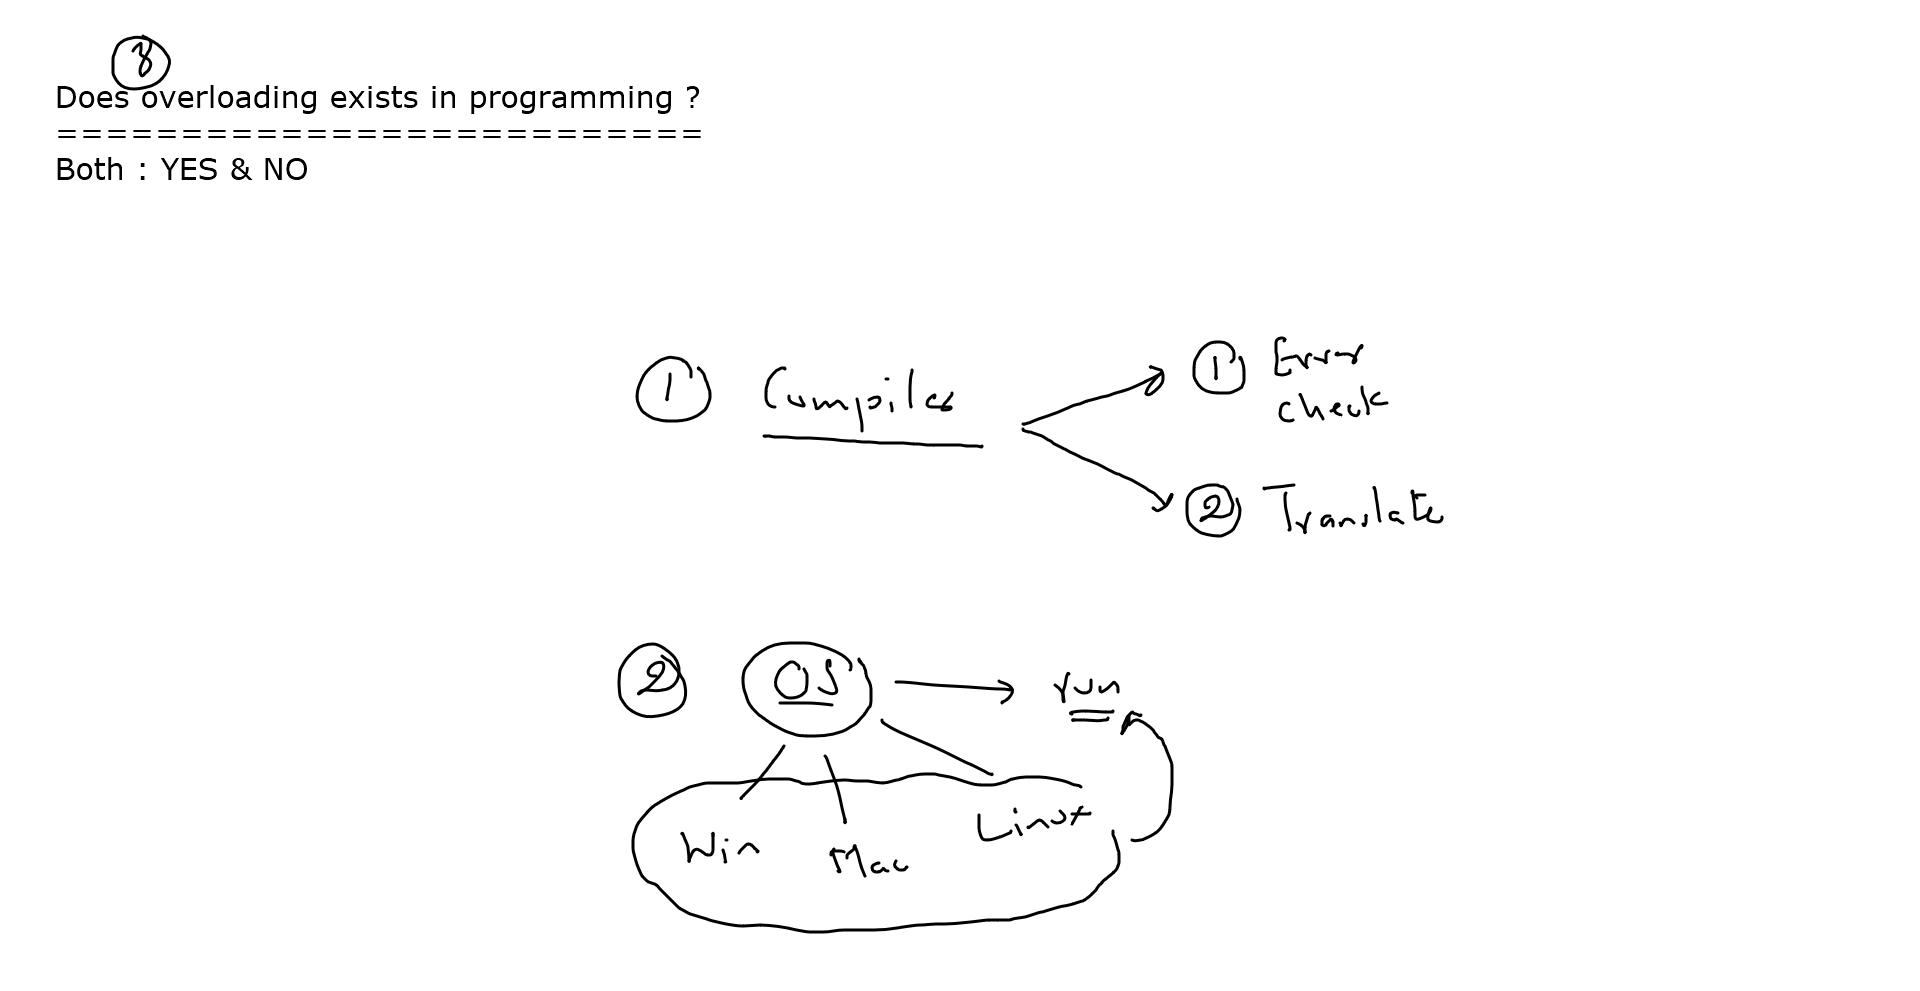 Does overloading exists in programming ?
==========================
Both : YES & NO
1 Compiler
1 Error
check
2 Translate
2 OS run
Win Mac Linux